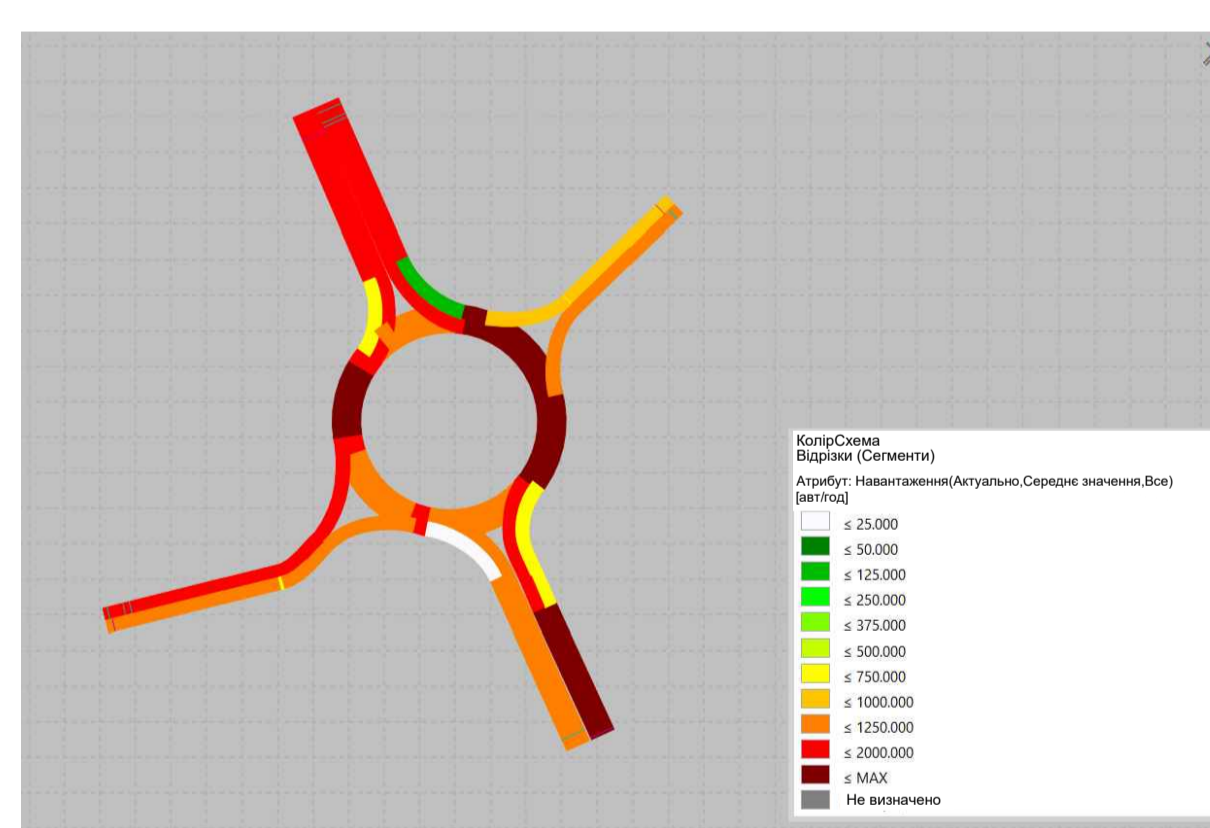 КолірСхема
Відрізки (Сегменти)
Атрибут: Навантаження(Актуально,Середнє значення,Все)
[авт/год]
≤ 25.000
≤ 50.000
≤ 125.000
≤ 250.000
≤ 375.000
≤ 500.000
≤ 750.000
≤ 1000.000
≤ 1250.000
≤ 2000.000
≤ MAX
Не визначено